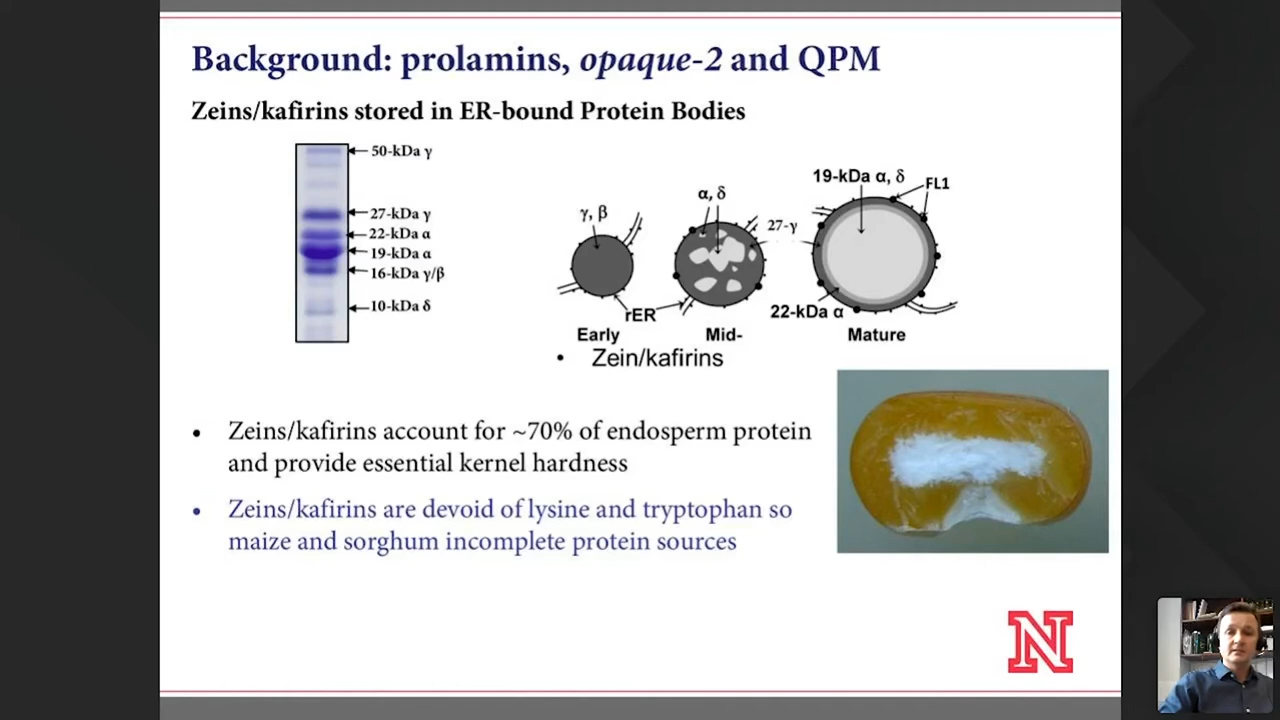 Background: prolamins, opaque-2 and QPM
Zeins/kafirins stored in ER-bound Protein Bodies
50-kDa γ
27-kDa γ
22-kDa α
19-kDa α
16-kDa γ/β
10-kDa δ
γ, β
α, δ
27-γ
19-kDa α, δ
FL1
rER
22-kDa α
Early
Mid-
Mature
• Zein/kafirins
• Zeins/kafirins account for ~70% of endosperm protein
and provide essential kernel hardness
• Zeins/kafirins are devoid of lysine and tryptophan so
maize and sorghum incomplete protein sources
N